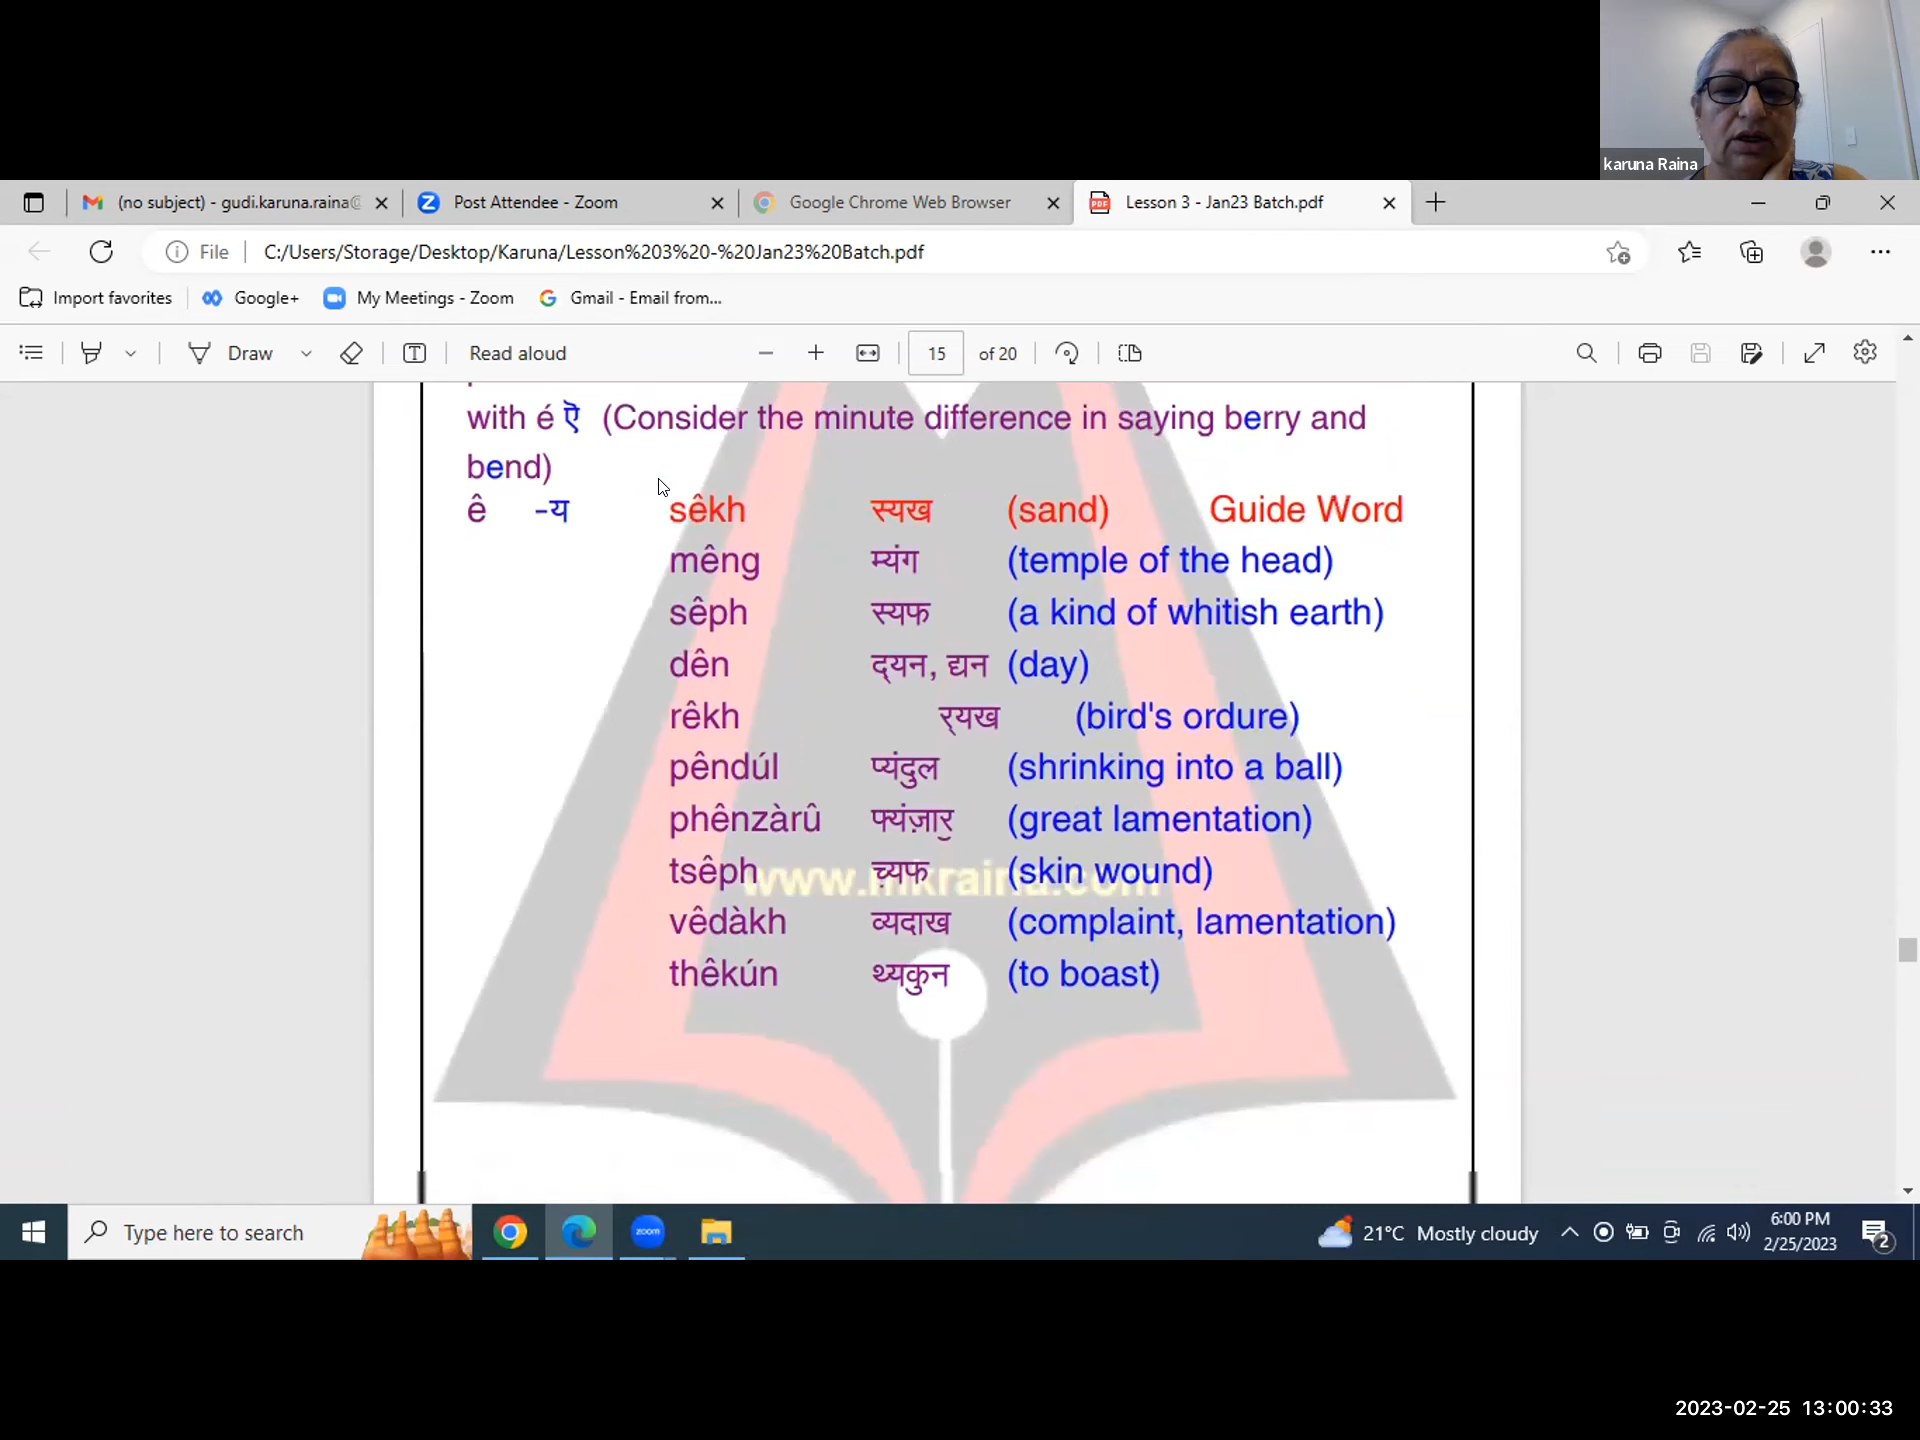 karuna Raina
(no subject) - gudi.karuna.raina@ Post Attendee - Zoom Google Chrome Web Browser Lesson 3 - Jan23 Batch.pdf
File C:/Users/Storage/Desktop/Karuna/Lesson%203%20-%20Jan23%20Batch.pdf
Import favorites Google+ My Meetings - Zoom Gmail - Email from...
Draw Read aloud 15 of 20
with é ऎ (Consider the minute difference in saying berry and
bend)
ê -य sêkh स्यख (sand) Guide Word
mêng म्यंग (temple of the head)
sêph स्यफ (a kind of whitish earth)
dên द्‌यन, द्यन (day)
rêkh र्‌यख (bird's ordure)
pêndúl प्यंदुल (shrinking into a ball)
phênzàrû फ्यंज़ार॒ (great lamentation)
tsêph च़्यफ (skin wound)
www.mkraina.com
vêdàkh व्यदाख (complaint, lamentation)
thêkún थ्यकुन (to boast)
Type here to search zoom 21°C Mostly cloudy 6:00 PM
2/25/2023 2
2023-02-25 13:00:33